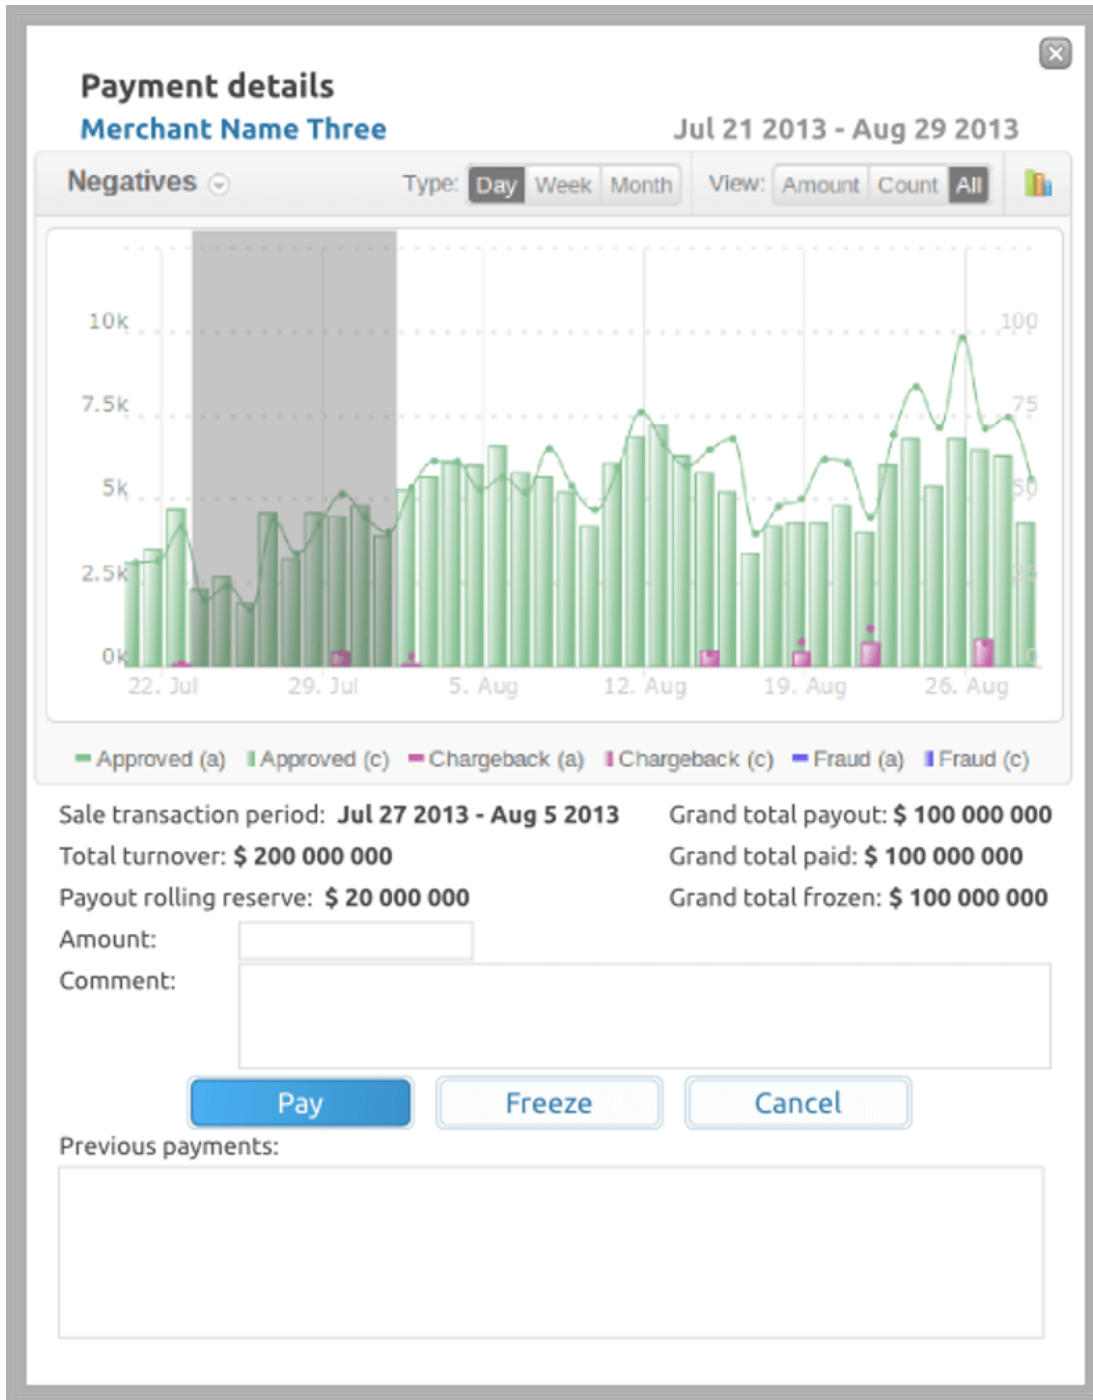 Payment details
Merchant Name Three
Jul 21 2013 - Aug 29 2013
Negatives Type: Day Week Month View: Amount Count All
10k 100
7.5k 75
5k 50
2.5k 25
0k 0
22. Jul 29. Jul 5. Aug 12. Aug 19. Aug 26. Aug
Approved (a) Approved (c) Chargeback (a) Chargeback (c) Fraud (a) Fraud (c)
Sale transaction period: Jul 27 2013 - Aug 5 2013 Grand total payout: $ 100 000 000
Total turnover: $ 200 000 000 Grand total paid: $ 100 000 000
Payout rolling reserve: $ 20 000 000 Grand total frozen: $ 100 000 000
Amount:
Comment:
Pay Freeze Cancel
Previous payments: